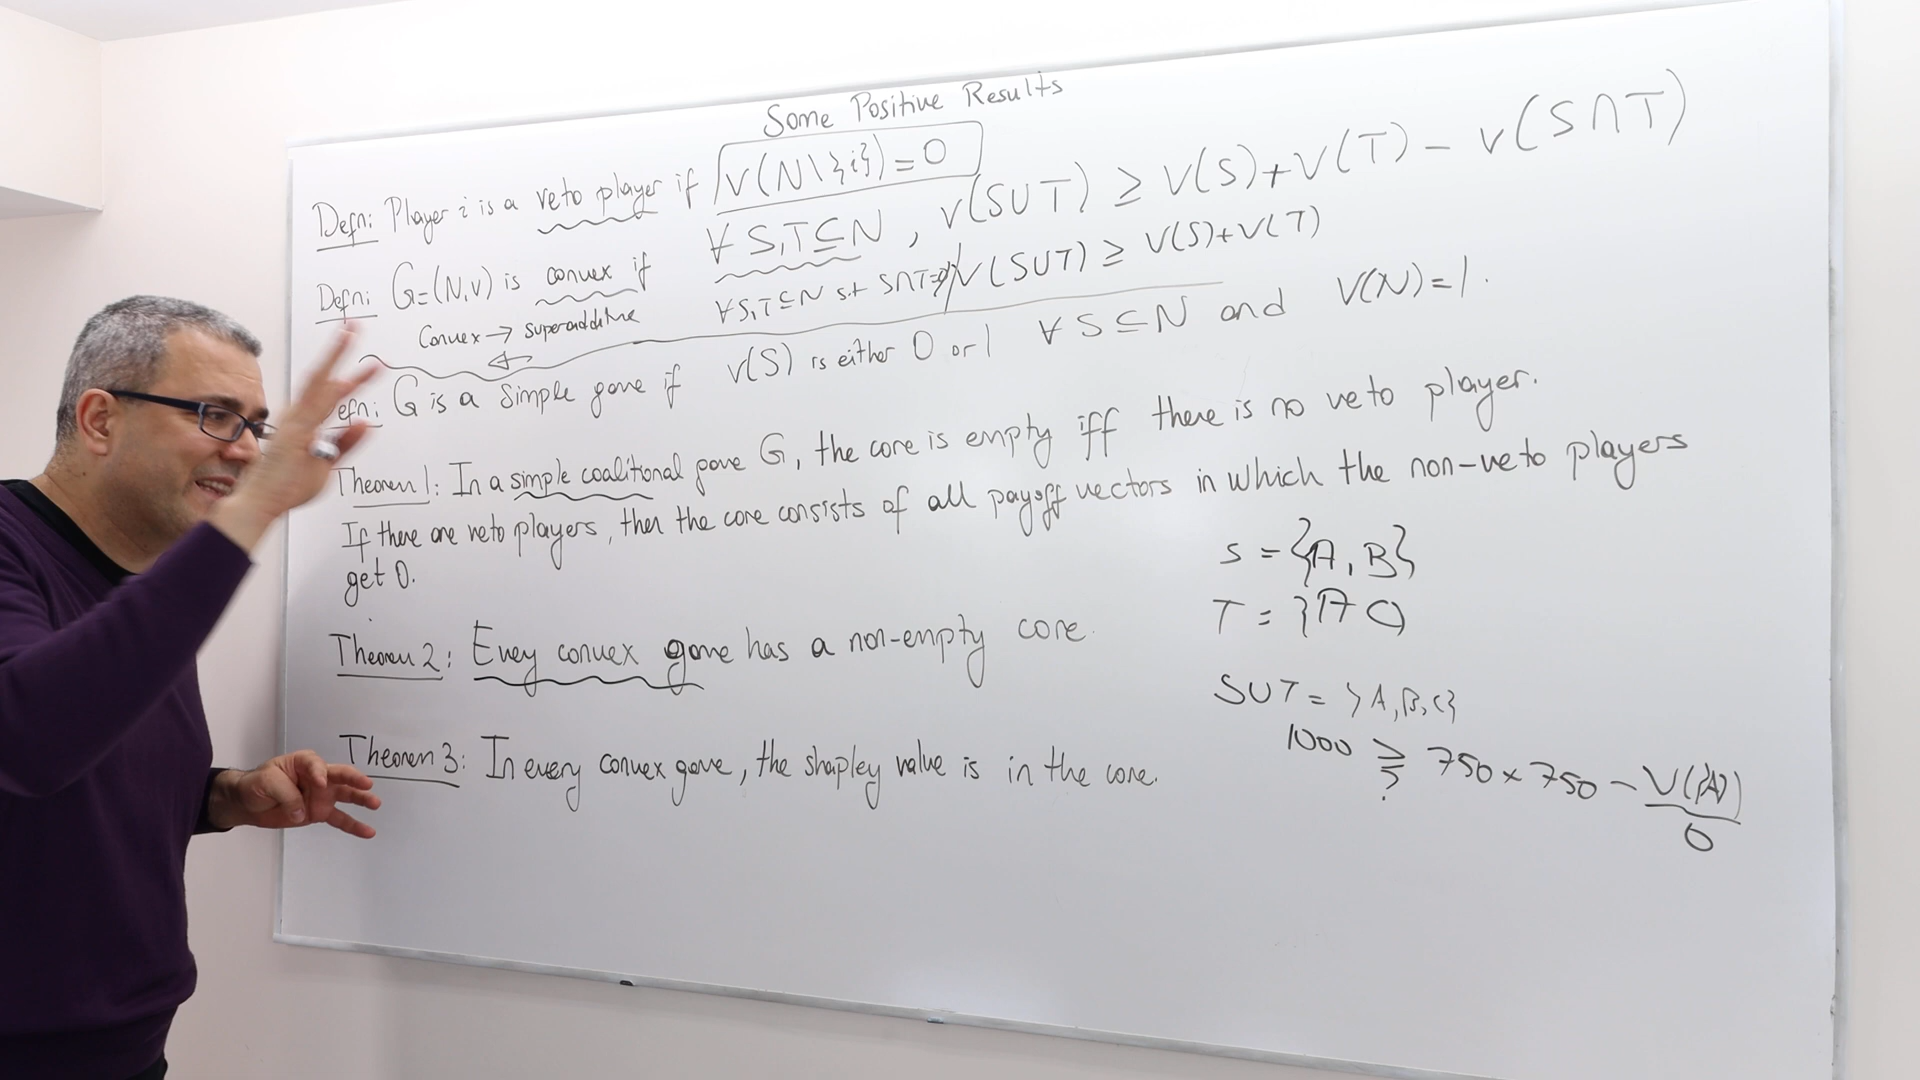 Some Positive Results
Defn: Player i is a veto player if V(N\{i})=0
Defn: G=(N,V) is convex if ∀ S,T⊆N, V(S∪T) ≥ V(S)+V(T) - V(S∩T)
Convex → Superadditive ∀ S,T⊆N s.t S∩T=∅ V(S∪T) ≥ V(S)+V(T)
←
efn: G is a simple game if V(S) is either 0 or 1 ∀ S⊆N and V(N)=1.
Theorem 1: In a simple coalitional game G, the core is empty iff there is no veto player.
If there are veto players, then the core consists of all payoff vectors in which the non-veto players
get 0.
S = {A, B}
T = {A C}
Theorem 2: Every convex game has a non-empty core.
S∪T = {A, B, C}
1000 ≥ 750 x 750 - V({A})
? 0
Theorem 3: In every convex game, the shapley value is in the core.